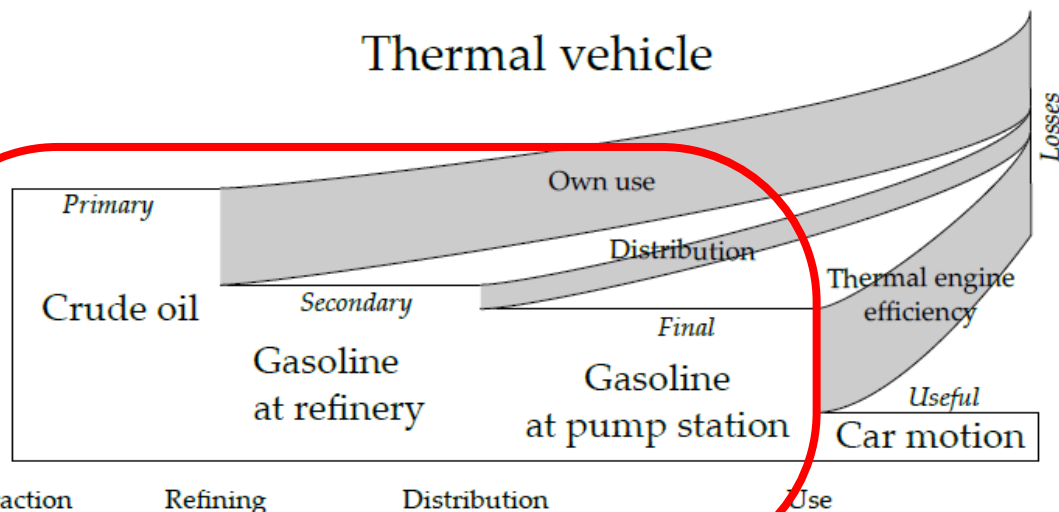 Thermal vehicle
Losses
Own use
Primary
Distribution
Crude oil
Secondary
Thermal engine
efficiency
Final
Gasoline
at refinery
Gasoline
at pump station
Useful
Car motion
action
Refining
Distribution
Use